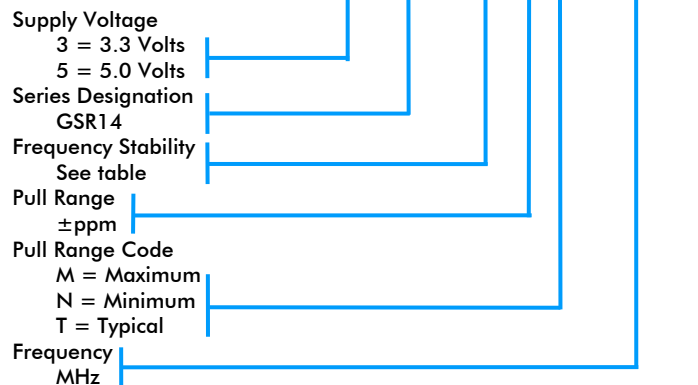 Supply Voltage
3 = 3.3 Volts
5 = 5.0 Volts
Series Designation
GSR14
Frequency Stability
See table
Pull Range
±ppm
Pull Range Code
M = Maximum
N = Minimum
T = Typical
Frequency
MHz